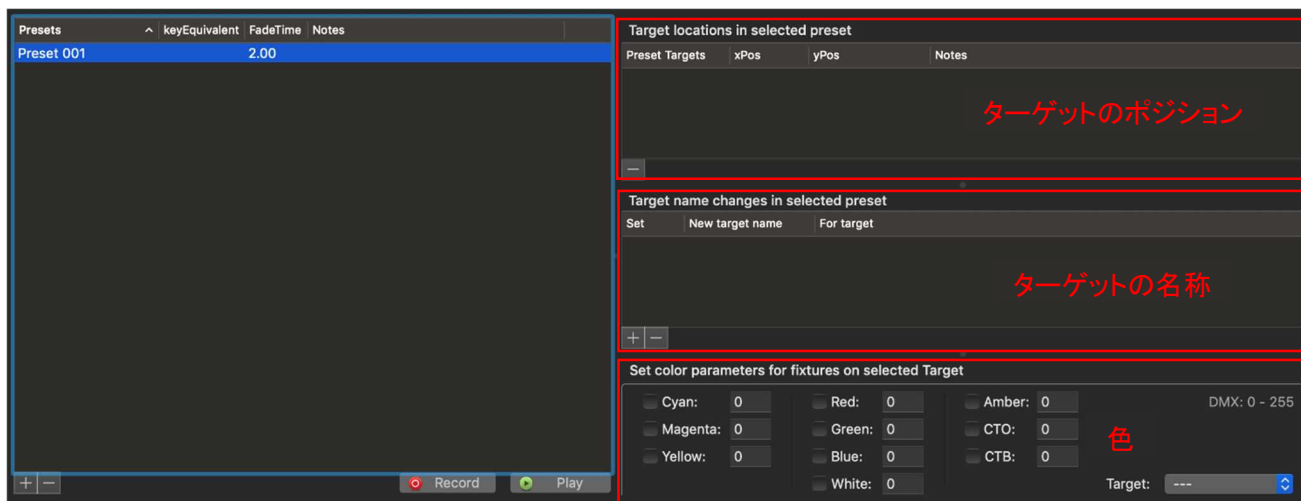 Presets keyEquivalent FadeTime Notes
Preset 001 2.00
+ − Record Play
Target locations in selected preset
Preset Targets xPos yPos Notes
ターゲットのポジション
−
Target name changes in selected preset
Set New target name For target
ターゲットの名称
+ −
Set color parameters for fixtures on selected Target
Cyan: 0 Red: 0 Amber: 0 DMX: 0 - 255
Magenta: 0 Green: 0 CTO: 0
色
Yellow: 0 Blue: 0 CTB: 0
White: 0 Target: ---